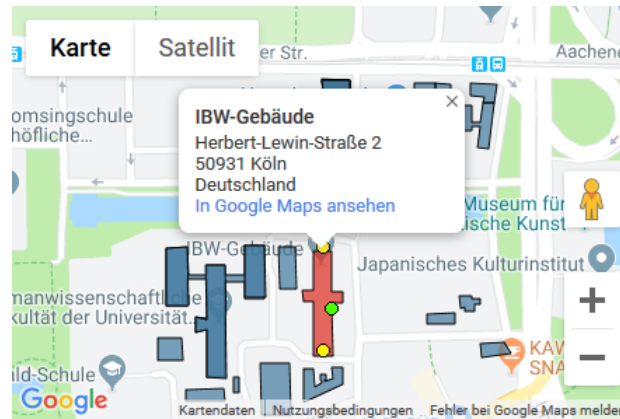 Karte Satellit er Str. Aachen
omsingschule
höfliche...
IBW-Gebäude
Herbert-Lewin-Straße 2
50931 Köln
Deutschland
In Google Maps ansehen
Museum fü
ische Kunst
IBW-Gebäude
Japanisches Kulturinstitut
manwissenschaftliche
kultät der Universität...
ld-Schule
KAW
SNA
Google
Kartendaten Nutzungsbedingungen Fehler bei Google Maps melden